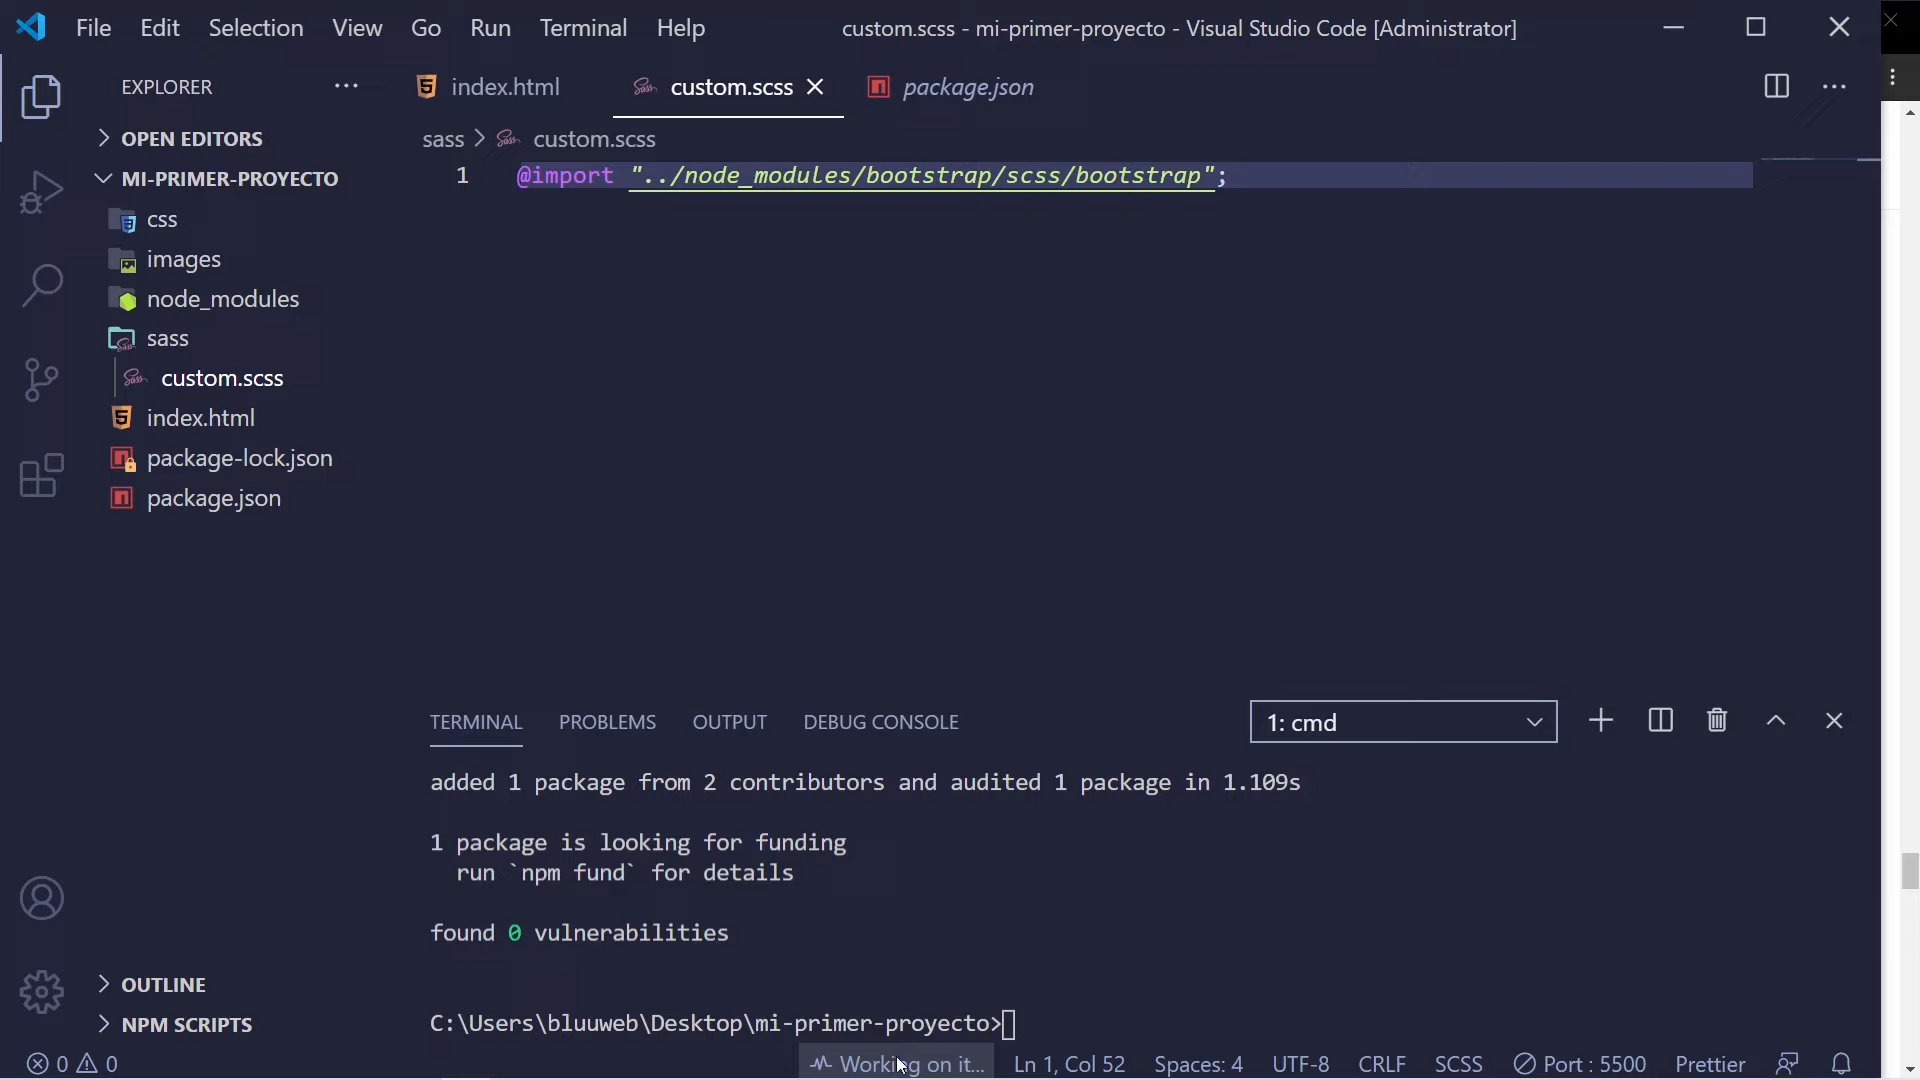 File Edit Selection View Go Run Terminal Help custom.scss - mi-primer-proyecto - Visual Studio Code [Administrator]
EXPLORER
index.html custom.scss package.json
OPEN EDITORS
sass > custom.scss
MI-PRIMER-PROYECTO
1 @import "../node_modules/bootstrap/scss/bootstrap";
css
images
node_modules
sass
custom.scss
index.html
package-lock.json
package.json
TERMINAL PROBLEMS OUTPUT DEBUG CONSOLE 1: cmd
added 1 package from 2 contributors and audited 1 package in 1.109s
1 package is looking for funding
run `npm fund` for details
found 0 vulnerabilities
OUTLINE
NPM SCRIPTS
C:\Users\bluuweb\Desktop\mi-primer-proyecto>
0 0 Working on it... Ln 1, Col 52 Spaces: 4 UTF-8 CRLF SCSS Port : 5500 Prettier